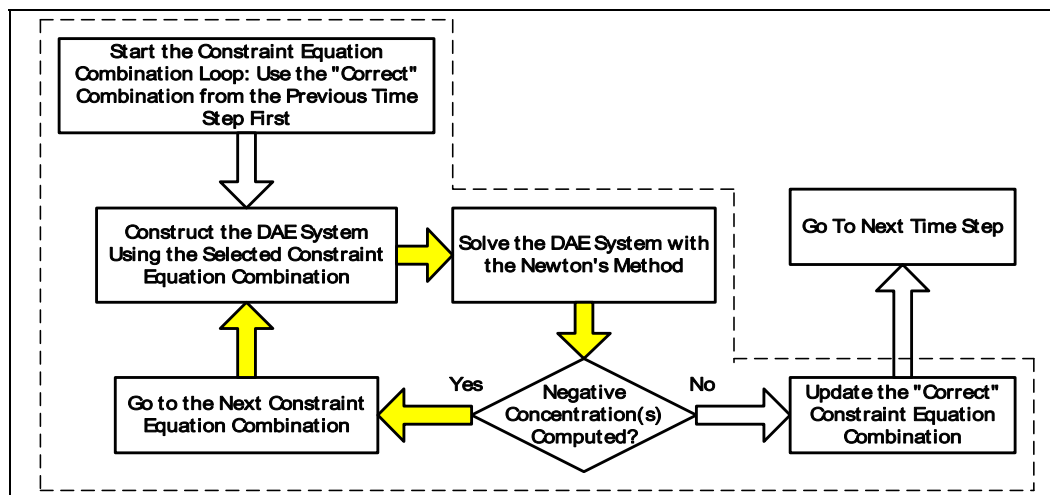 Start the Constraint Equation
Combination Loop: Use the "Correct"
Combination from the Previous Time
Step First
Construct the DAE System
Using the Selected Constraint
Equation Combination
Solve the DAE System with
the Newton's Method
Go To Next Time Step
Go to the Next Constraint
Equation Combination
Yes
Negative
Concentration(s)
Computed?
No
Update the "Correct"
Constraint Equation
Combination